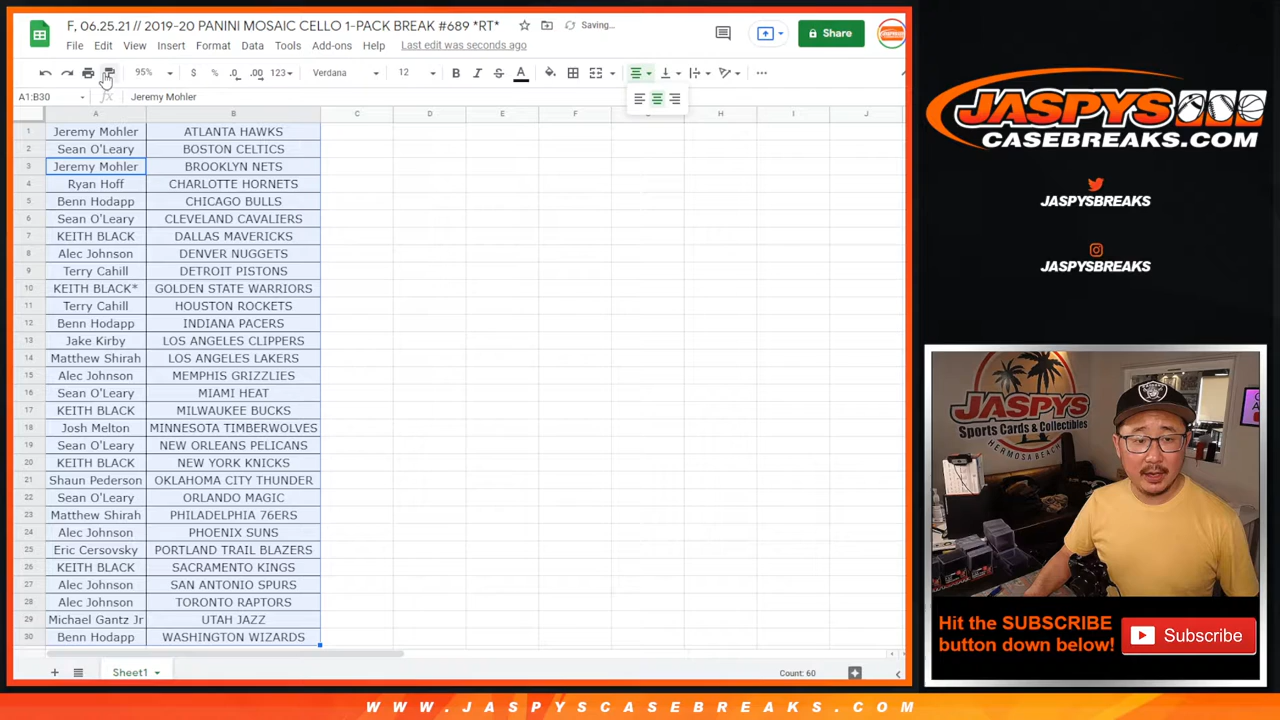 F, 06.25.21 // 2019-20 PANINI MOSAIC CELLO 1-PACK BREAK #689 *RT*
Saving...
File Edit View Insert Format Data Tools Add-ons Help Last edit was seconds ago
Share
95% $ % .0 .00 123 Verdana 12 B I S A
A1:B30 fx Jeremy Mohler
A B C D E F H I J
1 Jeremy Mohler ATLANTA HAWKS
2 Sean O'Leary BOSTON CELTICS
3 Jeremy Mohler BROOKLYN NETS
4 Ryan Hoff CHARLOTTE HORNETS
5 Benn Hodapp CHICAGO BULLS
6 Sean O'Leary CLEVELAND CAVALIERS
7 KEITH BLACK DALLAS MAVERICKS
8 Alec Johnson DENVER NUGGETS
9 Terry Cahill DETROIT PISTONS
10 KEITH BLACK* GOLDEN STATE WARRIORS
11 Terry Cahill HOUSTON ROCKETS
12 Benn Hodapp INDIANA PACERS
13 Jake Kirby LOS ANGELES CLIPPERS
14 Matthew Shirah LOS ANGELES LAKERS
15 Alec Johnson MEMPHIS GRIZZLIES
16 Sean O'Leary MIAMI HEAT
17 KEITH BLACK MILWAUKEE BUCKS
18 Josh Melton MINNESOTA TIMBERWOLVES
19 Sean O'Leary NEW ORLEANS PELICANS
20 KEITH BLACK NEW YORK KNICKS
21 Shaun Pederson OKLAHOMA CITY THUNDER
22 Sean O'Leary ORLANDO MAGIC
23 Matthew Shirah PHILADELPHIA 76ERS
24 Alec Johnson PHOENIX SUNS
25 Eric Cersovsky PORTLAND TRAIL BLAZERS
26 KEITH BLACK SACRAMENTO KINGS
27 Alec Johnson SAN ANTONIO SPURS
28 Alec Johnson TORONTO RAPTORS
29 Michael Gantz Jr UTAH JAZZ
30 Benn Hodapp WASHINGTON WIZARDS
Sheet1
Count: 60
JASPYS
CASEBREAKS.COM
JASPYSBREAKS
JASPYSBREAKS
JASPYS
Sports Cards & Collectibles
HERMOSA BEACH
Hit the SUBSCRIBE
button down below!
Subscribe
WWW.JASPYSCASEBREAKS.COM